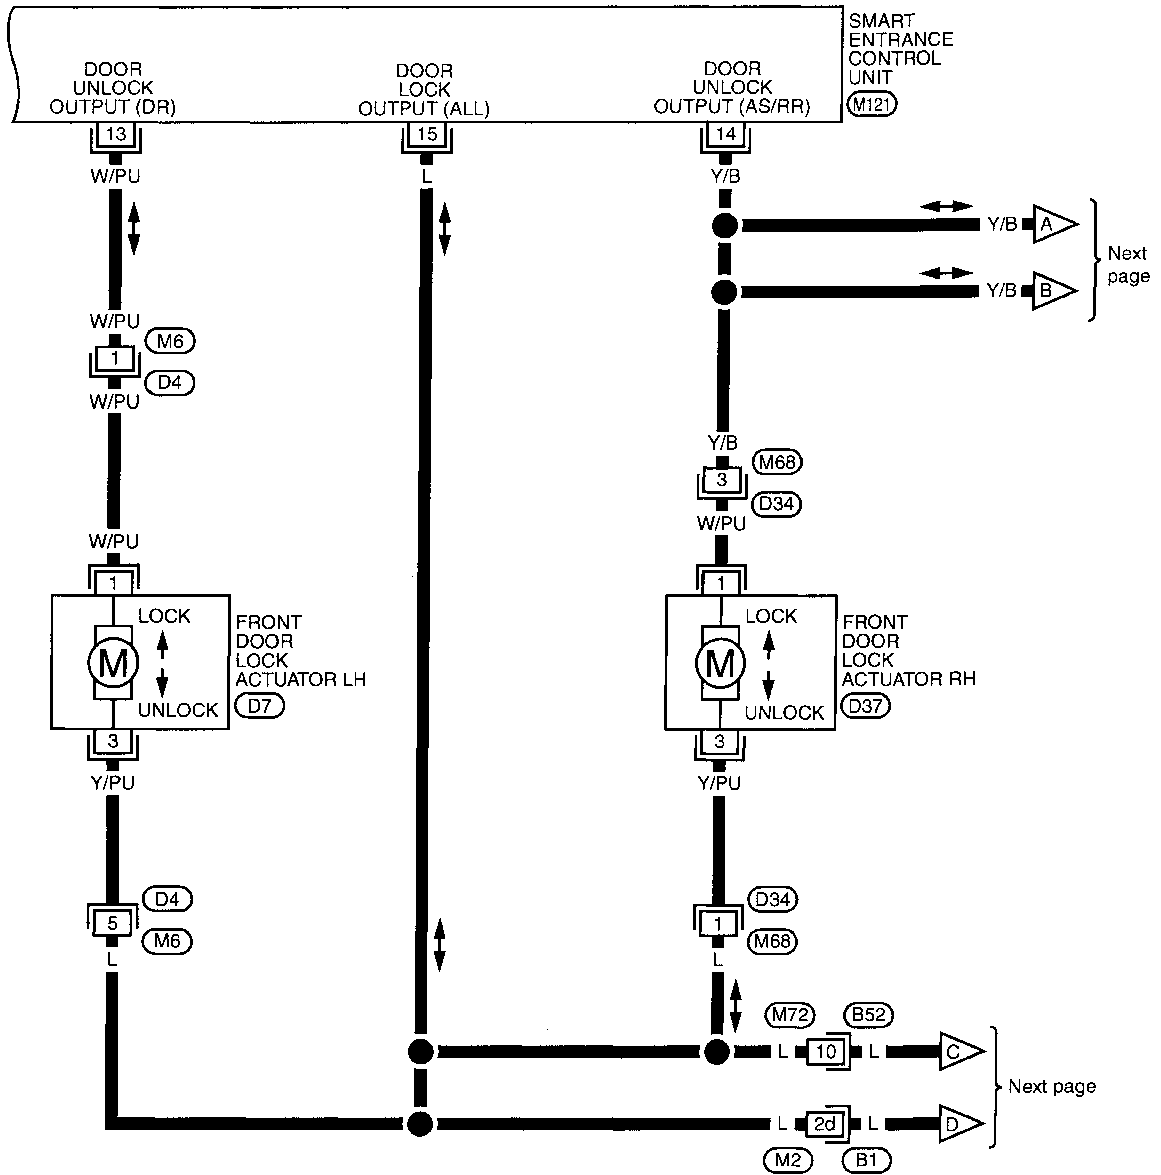 SMART
ENTRANCE
CONTROL
UNIT
M121
DOOR
UNLOCK
OUTPUT (DR)
DOOR
LOCK
OUTPUT (ALL)
DOOR
UNLOCK
OUTPUT (AS/RR)
13
15
14
W/PU
L
Y/B
Y/B
A
Y/B
B
Next
page
W/PU
M6
1
D4
W/PU
Y/B
M68
3
D34
W/PU
W/PU
1
1
LOCK
M
UNLOCK
FRONT
DOOR
LOCK
ACTUATOR LH
D7
LOCK
M
UNLOCK
FRONT
DOOR
LOCK
ACTUATOR RH
D37
3
3
Y/PU
Y/PU
D4
5
M6
L
D34
1
M68
L
M72
B52
L
10
L
C
Next page
L
2d
L
D
M2
B1